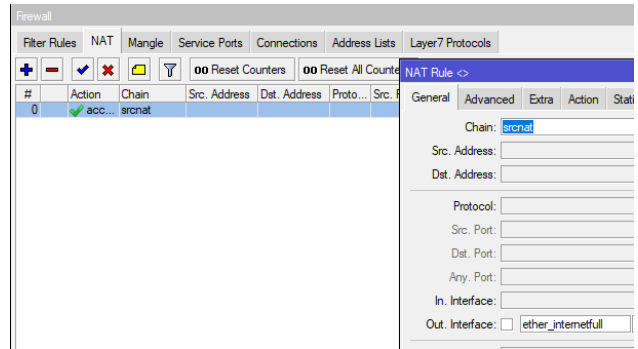 Firewall
Filter Rules NAT Mangle Service Ports Connections Address Lists Layer7 Protocols
00 Reset Counters 00 Reset All Counte
# Action Chain Src. Address Dst. Address Proto... Src. F
0 acc... srcnat
NAT Rule <>
General Advanced Extra Action Stati
Chain: srcnat
Src. Address:
Dst. Address:
Protocol:
Src. Port:
Dst. Port:
Any. Port:
In. Interface:
Out. Interface: ether_internetfull